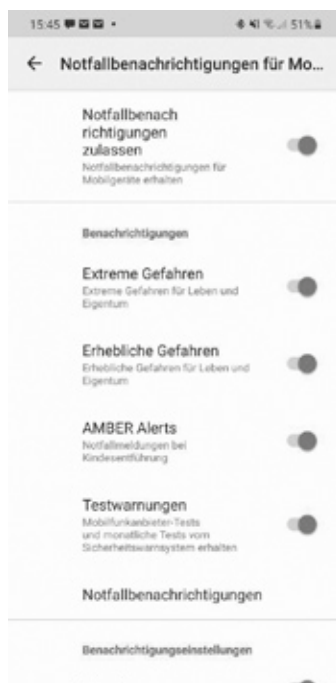 15:45 51%
Notfallbenachrichtigungen für Mo...
Notfallbenach
richtigungen
zulassen
Notfallbenachrichtigungen für
Mobilgeräte erhalten
Benachrichtigungen
Extreme Gefahren
Extreme Gefahren für Leben und
Eigentum
Erhebliche Gefahren
Erhebliche Gefahren für Leben und
Eigentum
AMBER Alerts
Notfallmeldungen bei
Kindesentführung
Testwarnungen
Mobilfunkanbieter-Tests
und monatliche Tests vom
Sicherheitswarnsystem erhalten
Notfallbenachrichtigungen
Benachrichtigungseinstellungen